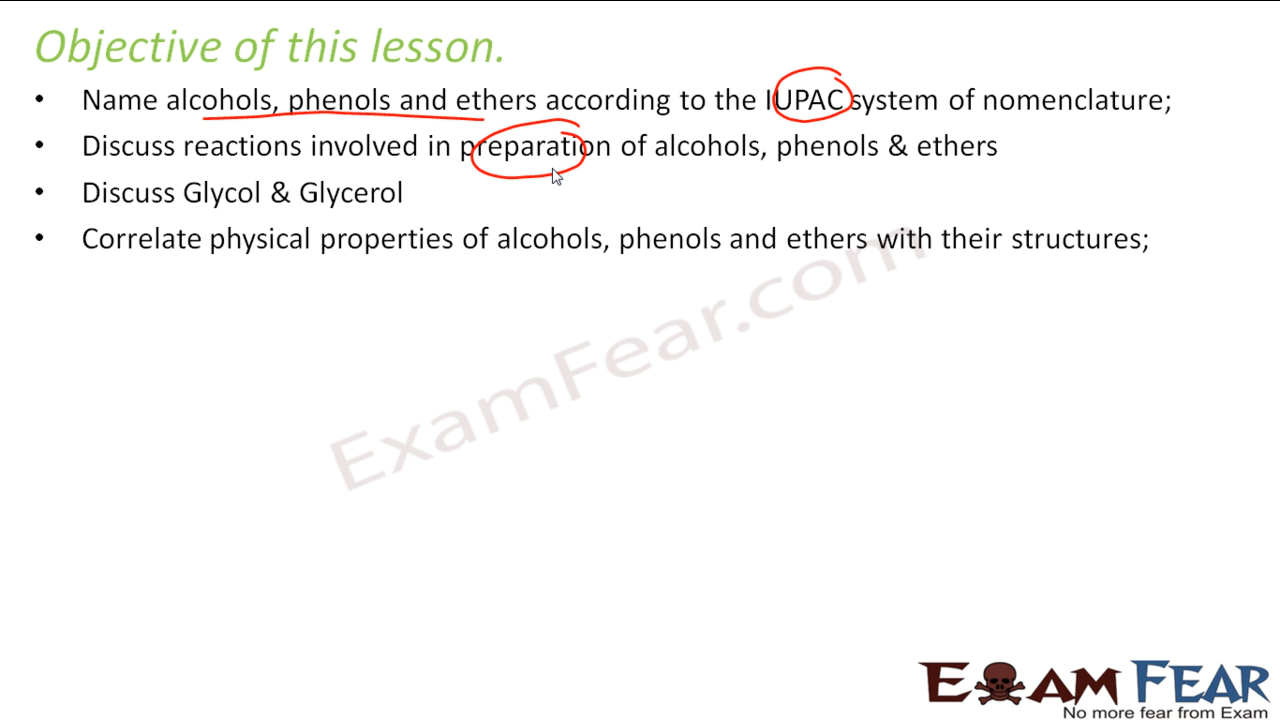 Objective of this lesson.
• Name alcohols, phenols and ethers according to the IUPAC system of nomenclature;
• Discuss reactions involved in preparation of alcohols, phenols & ethers
• Discuss Glycol & Glycerol
• Correlate physical properties of alcohols, phenols and ethers with their structures;
ExamFear.com
EXAM FEAR
No more fear from Exam